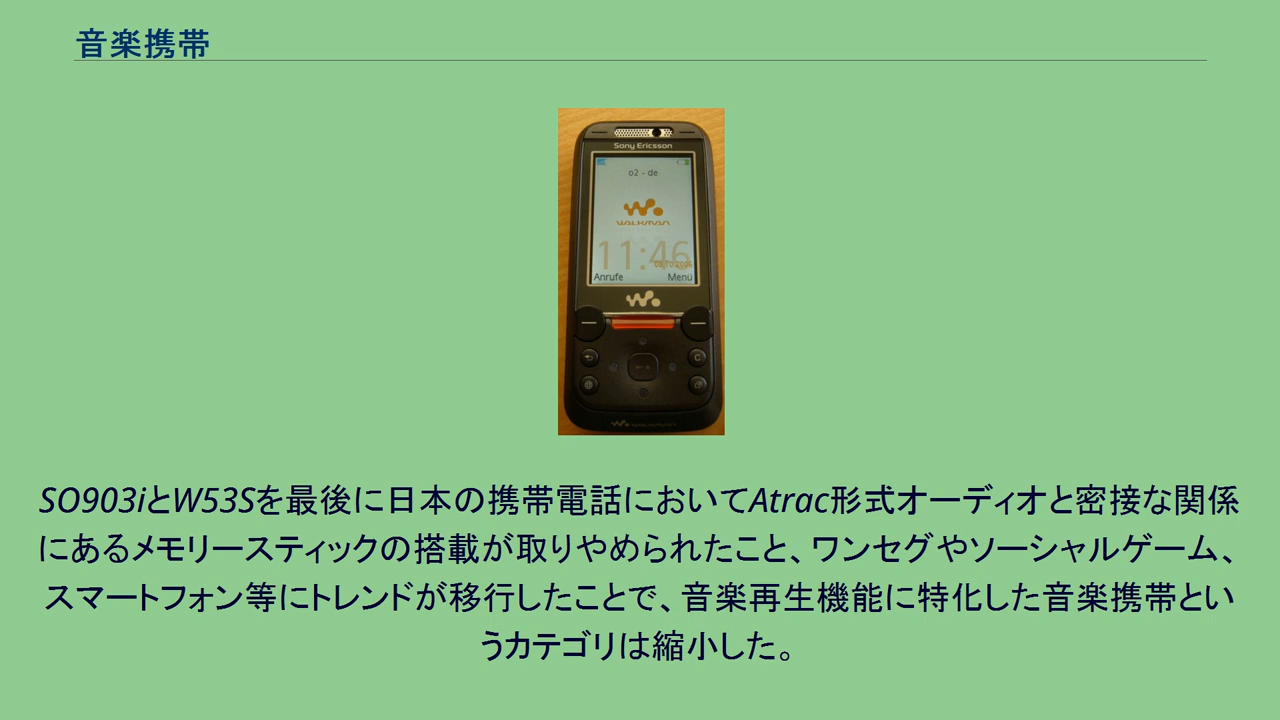 音楽携帯
Sony Ericsson
o2 - de
WALKMAN
11:46
Anrufe Menü
C
WALKMAN
SO903iとW53Sを最後に日本の携帯電話においてAtrac形式オーディオと密接な関係
にあるメモリースティックの搭載が取りやめられたこと、ワンセグやソーシャルゲーム、
スマートフォン等にトレンドが移行したことで、音楽再生機能に特化した音楽携帯とい
うカテゴリは縮小した。